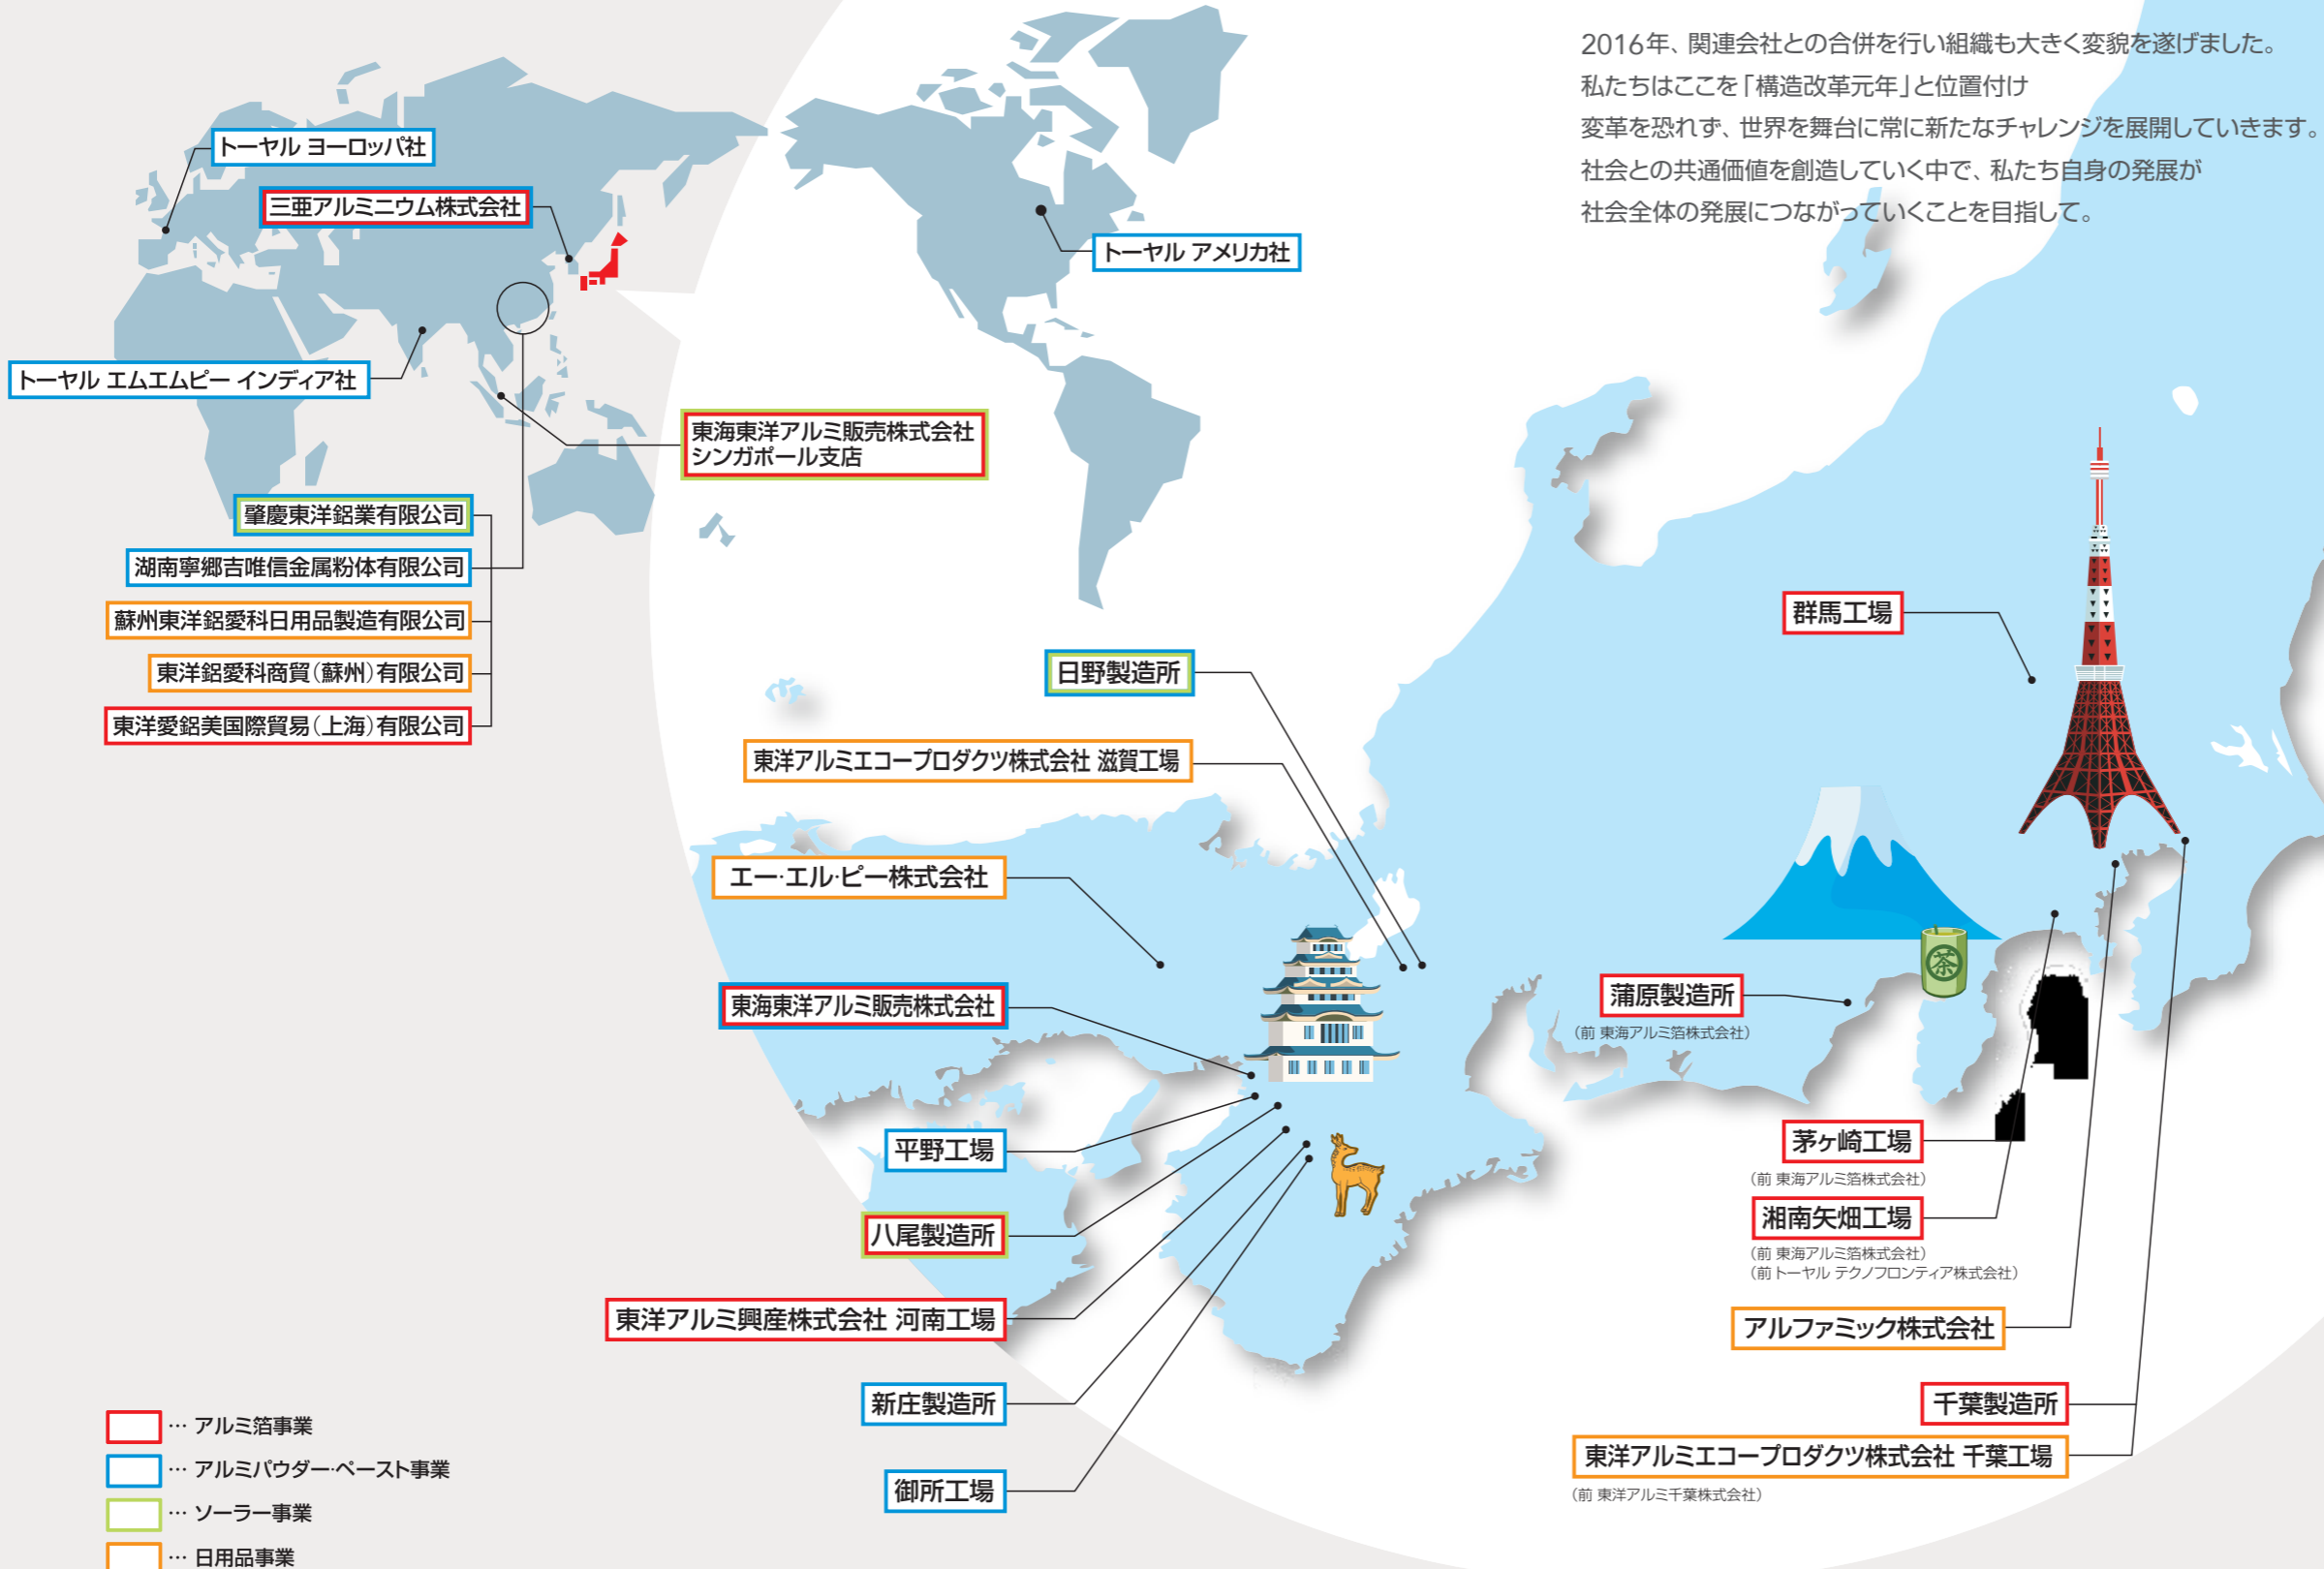 2016年、関連会社との合併を行い組織も大きく変貌を遂げました。
私たちはここを「構造改革元年」と位置付け
変革を恐れず、世界を舞台に常に新たなチャレンジを展開していきます。
社会との共通価値を創造していく中で、私たち自身の発展が
社会全体の発展につながっていくことを目指して。
トーヤル ヨーロッパ社
三亜アルミニウム株式会社
トーヤル アメリカ社
トーヤル エムエムピー インディア社
東海東洋アルミ販売株式会社
シンガポール支店
肇慶東洋鋁業有限公司
湖南寧郷吉唯信金属粉体有限公司
蘇州東洋鋁愛科日用品製造有限公司
東洋鋁愛科商貿（蘇州）有限公司
東洋愛鋁美国際貿易（上海）有限公司
日野製造所
東洋アルミエコープロダクツ株式会社 滋賀工場
エー・エル・ピー株式会社
東海東洋アルミ販売株式会社
平野工場
八尾製造所
東洋アルミ興産株式会社 河南工場
新庄製造所
御所工場
群馬工場
茶
蒲原製造所
（前 東海アルミ箔株式会社）
茅ヶ崎工場
（前 東海アルミ箔株式会社）
湘南矢畑工場
（前 東海アルミ箔株式会社）
（前 トーヤル テクノフロンティア株式会社）
アルファミック株式会社
千葉製造所
東洋アルミエコープロダクツ株式会社 千葉工場
（前 東洋アルミ千葉株式会社）
… アルミ箔事業
… アルミパウダー・ペースト事業
… ソーラー事業
… 日用品事業